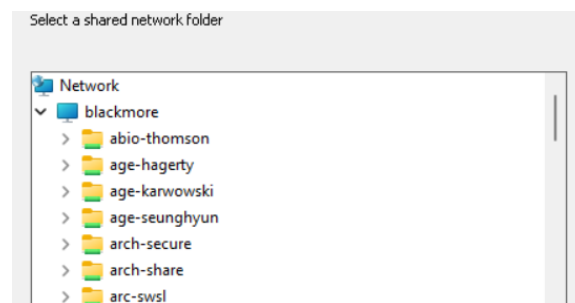 Select a shared network folder
Network
blackmore
abio-thomson
age-hagerty
age-karwowski
age-seunghyun
arch-secure
arch-share
arc-swsl